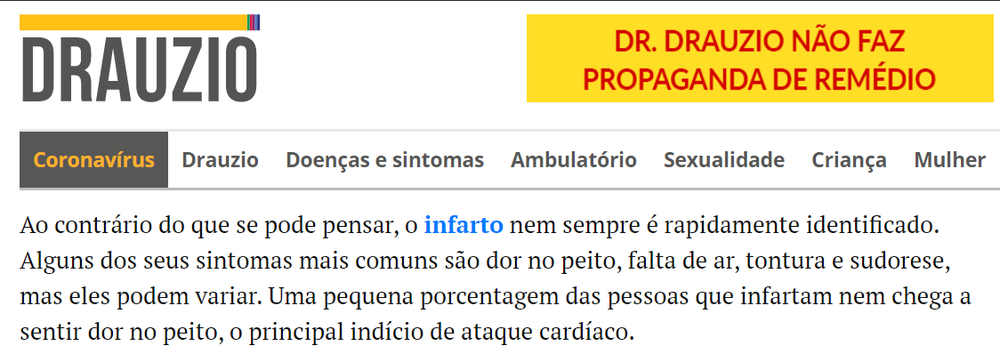 DRAUZIO
DR. DRAUZIO NÃO FAZ
PROPAGANDA DE REMÉDIO
Coronavírus Drauzio Doenças e sintomas Ambulatório Sexualidade Criança Mulher
Ao contrário do que se pode pensar, o infarto nem sempre é rapidamente identificado.
Alguns dos seus sintomas mais comuns são dor no peito, falta de ar, tontura e sudorese,
mas eles podem variar. Uma pequena porcentagem das pessoas que infartam nem chega a
sentir dor no peito, o principal indício de ataque cardíaco.